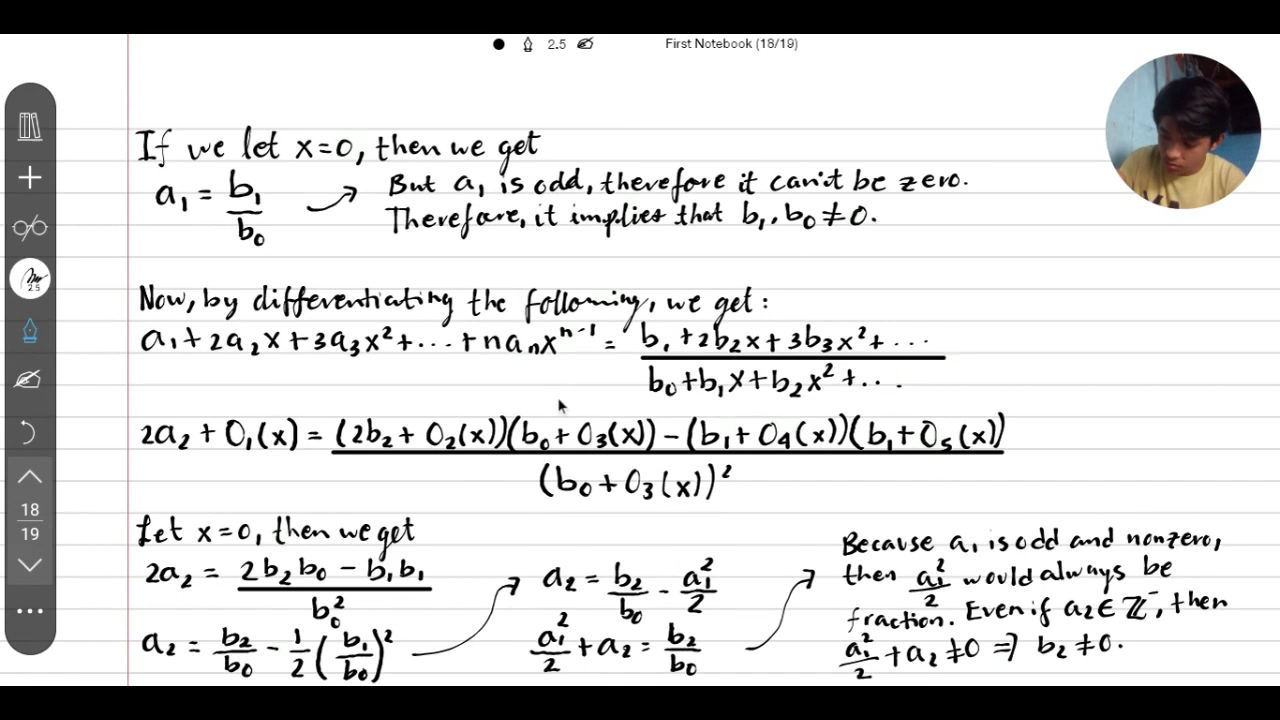 2.5 First Notebook (18/19)
If we let x=0, then we get
a₁ = b₁/b₀
But a₁ is odd, therefore it can't be zero.
Therefore, it implies that b₁, b₀ ≠ 0.
Now, by differentiating the following, we get:
a₁+2a₂x+3a₃x²+...+naₙxⁿ⁻¹ = (b₁+2b₂x+3b₃x²+...)/(b₀+b₁x+b₂x²+...)
2a₂+O₁(x) = ((2b₂+O₂(x))(b₀+O₃(x))-(b₁+O₄(x))(b₁+O₅(x)))/(b₀+O₃(x))²
Let x=0, then we get
2a₂ = (2b₂b₀-b₁b₁)/b₀²
a₂ = b₂/b₀ - 1/2(b₁/b₀)²
a₂ = b₂/b₀ - a₁²/2
a₁²/2 + a₂ = b₂/b₀
Because a₁ is odd and nonzero,
then a₁²/2 would always be
fraction. Even if a₂∈ℤ⁻, then
a₁²/2 + a₂ ≠ 0 ⇒ b₂ ≠ 0.
2.5
18
19